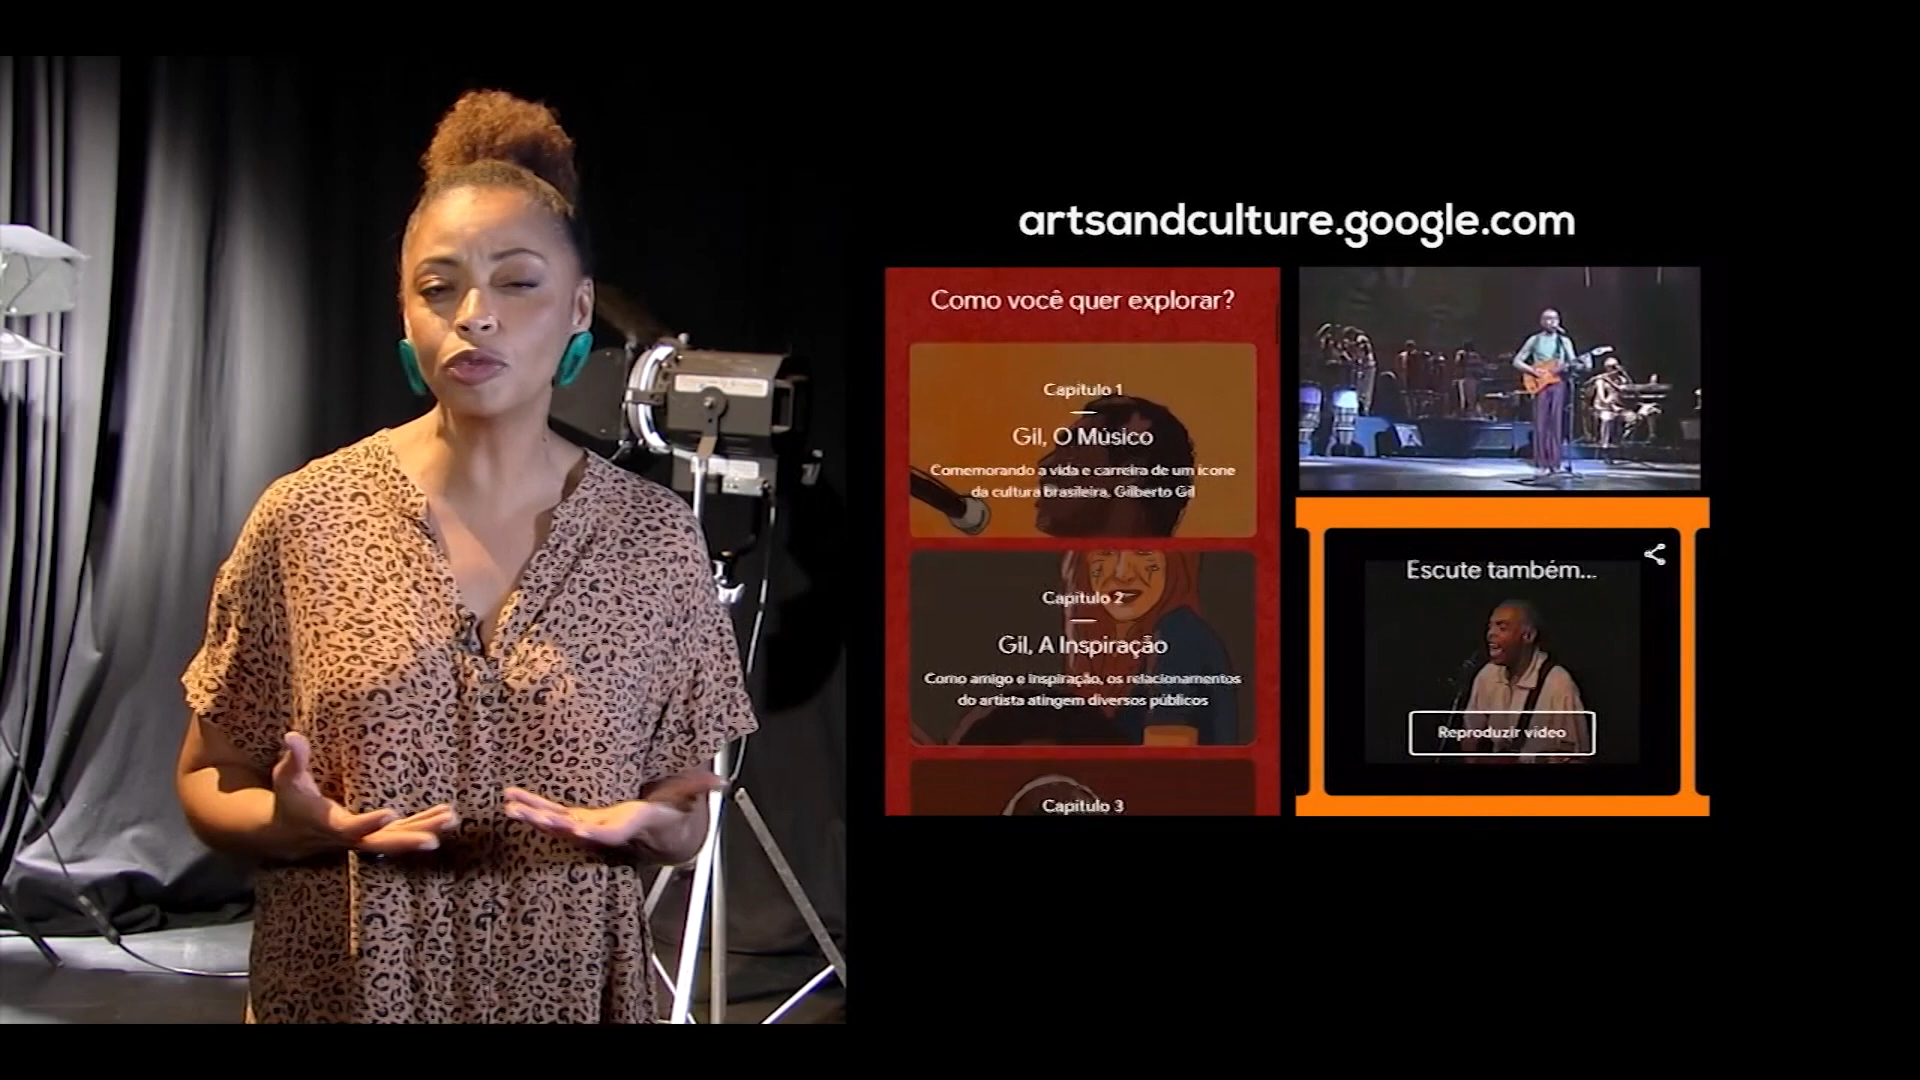 artsandculture.google.com
Como você quer explorar?
Capítulo 1
Gil, O Músico
Comemorando a vida e carreira de um ícone
da cultura brasileira, Gilberto Gil
Capítulo 2
Gil, A Inspiração
Como amigo e inspiração, os relacionamentos
do artista atingem diversos públicos
Capítulo 3
Escute também...
Reproduzir vídeo